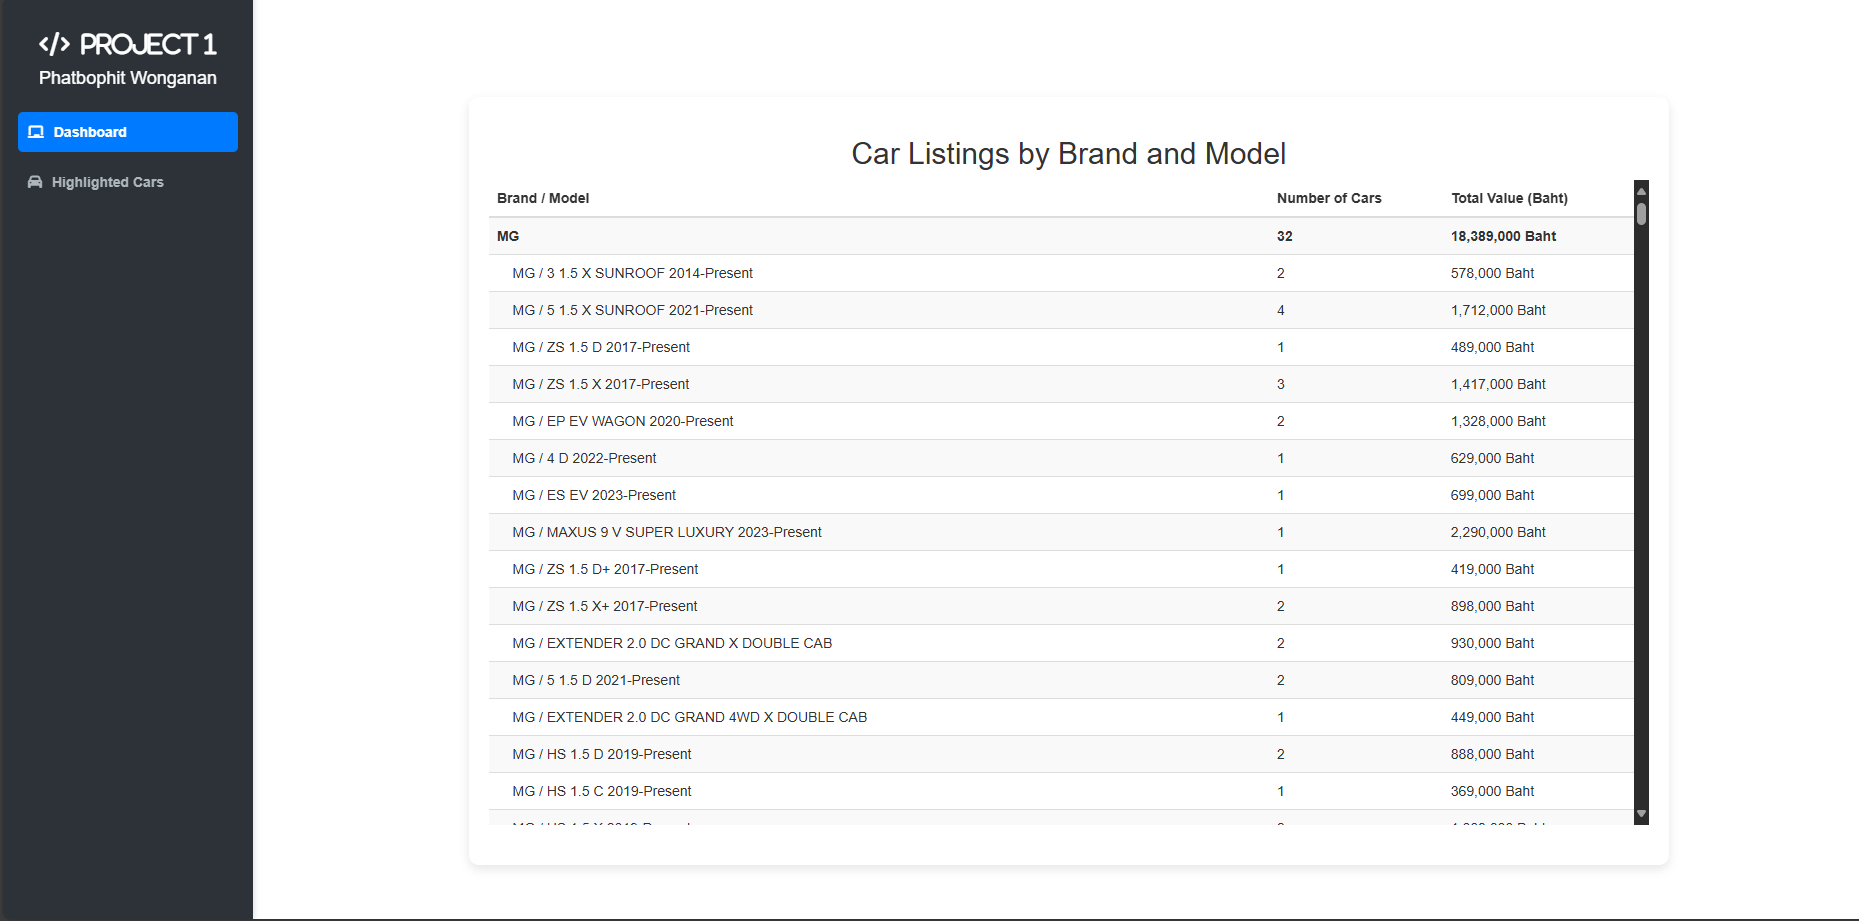 </> PROJECT 1
Phatbophit Wonganan
Dashboard
Highlighted Cars
Car Listings by Brand and Model
Brand / Model Number of Cars Total Value (Baht)
MG 32 18,389,000 Baht
MG / 3 1.5 X SUNROOF 2014-Present 2 578,000 Baht
MG / 5 1.5 X SUNROOF 2021-Present 4 1,712,000 Baht
MG / ZS 1.5 D 2017-Present 1 489,000 Baht
MG / ZS 1.5 X 2017-Present 3 1,417,000 Baht
MG / EP EV WAGON 2020-Present 2 1,328,000 Baht
MG / 4 D 2022-Present 1 629,000 Baht
MG / ES EV 2023-Present 1 699,000 Baht
MG / MAXUS 9 V SUPER LUXURY 2023-Present 1 2,290,000 Baht
MG / ZS 1.5 D+ 2017-Present 1 419,000 Baht
MG / ZS 1.5 X+ 2017-Present 2 898,000 Baht
MG / EXTENDER 2.0 DC GRAND X DOUBLE CAB 2 930,000 Baht
MG / 5 1.5 D 2021-Present 2 809,000 Baht
MG / EXTENDER 2.0 DC GRAND 4WD X DOUBLE CAB 1 449,000 Baht
MG / HS 1.5 D 2019-Present 2 888,000 Baht
MG / HS 1.5 C 2019-Present 1 369,000 Baht